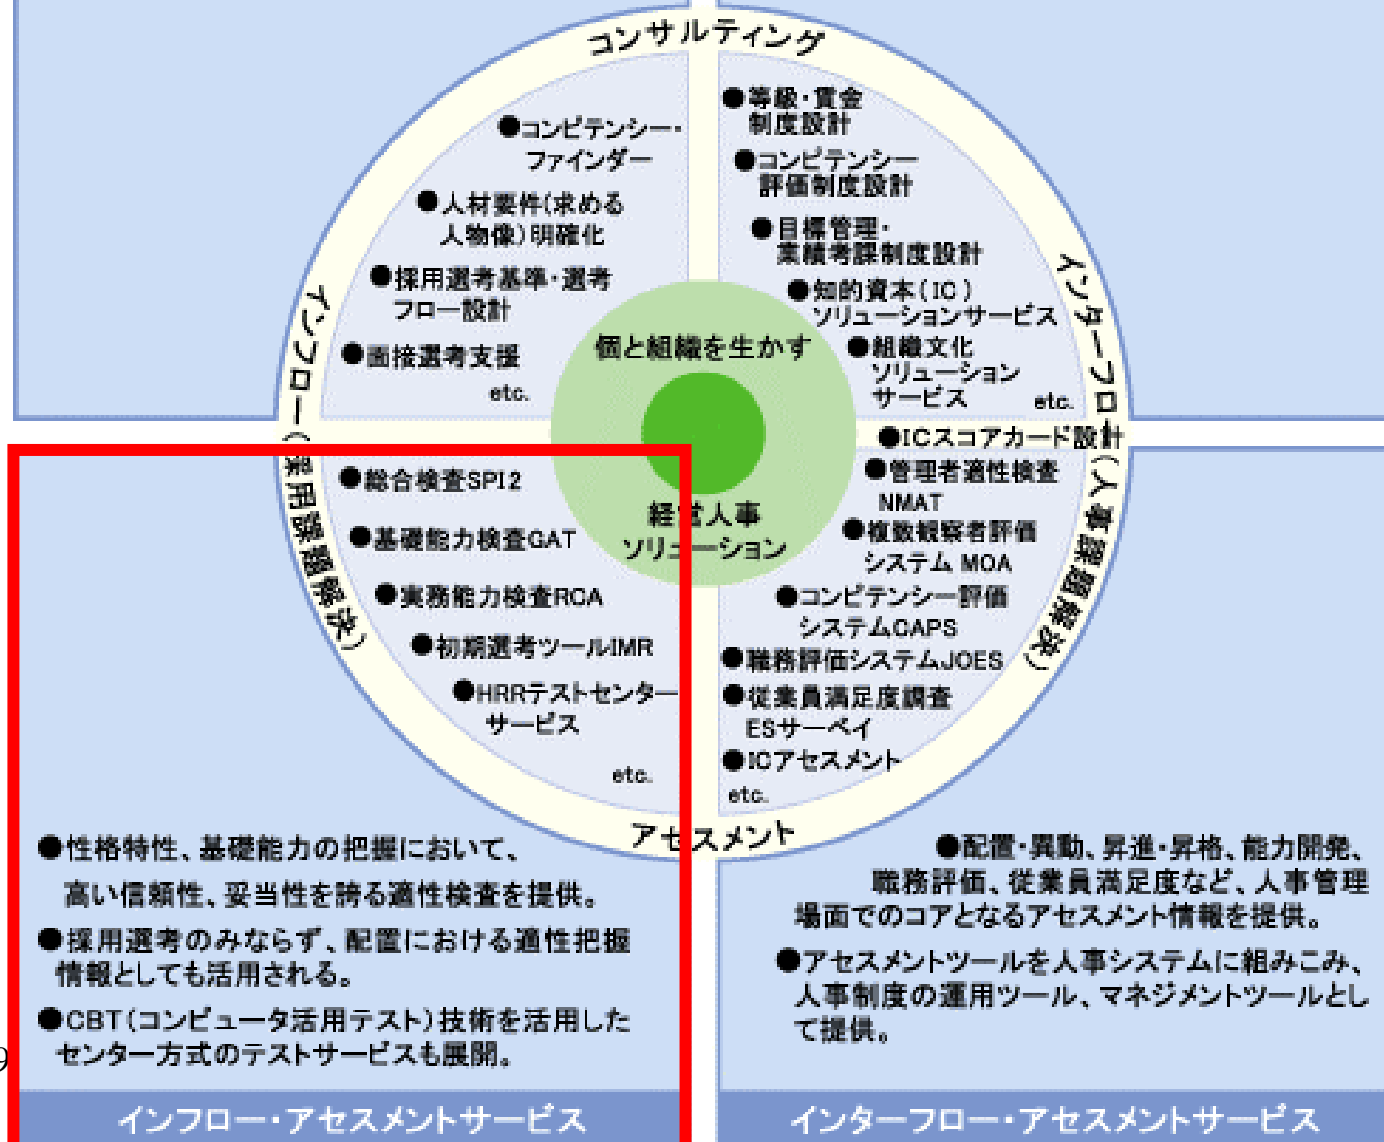 コンサルティング
●コンピテンシー・
ファインダー
●人材要件(求める
人物像)明確化
●採用選考基準・選考
フロー設計
●面接選考支援
etc.
●等級・賃金
制度設計
●コンピテンシー
評価制度設計
●目標管理・
業績考課制度設計
●知的資本(IC)
ソリューションサービス
●組織文化
ソリューション
サービス
etc.
インフロー(採用課題解決)
個と組織を生かす
経営人事
ソリューション
インターフロー(人事課題解決)
●ICスコアカード設計
●総合検査SPI2
●基礎能力検査GAT
●実務能力検査RCA
●初期選考ツールIMR
●HRRテストセンター
サービス
etc.
●管理者適性検査
NMAT
●複数観察者評価
システム MOA
●コンピテンシー評価
システムCAPS
●職務評価システムJOES
●従業員満足度調査
ESサーベイ
●ICアセスメント
etc.
アセスメント
●性格特性、基礎能力の把握において、
高い信頼性、妥当性を誇る適性検査を提供。
●採用選考のみならず、配置における適性把握
情報としても活用される。
●CBT(コンピュータ活用テスト)技術を活用した
センター方式のテストサービスも展開。
9
インフロー・アセスメントサービス
●配置・異動、昇進・昇格、能力開発、
職務評価、従業員満足度など、人事管理
場面でのコアとなるアセスメント情報を提供。
●アセスメントツールを人事システムに組みこみ、
人事制度の運用ツール、マネジメントツールとし
て提供。
インターフロー・アセスメントサービス